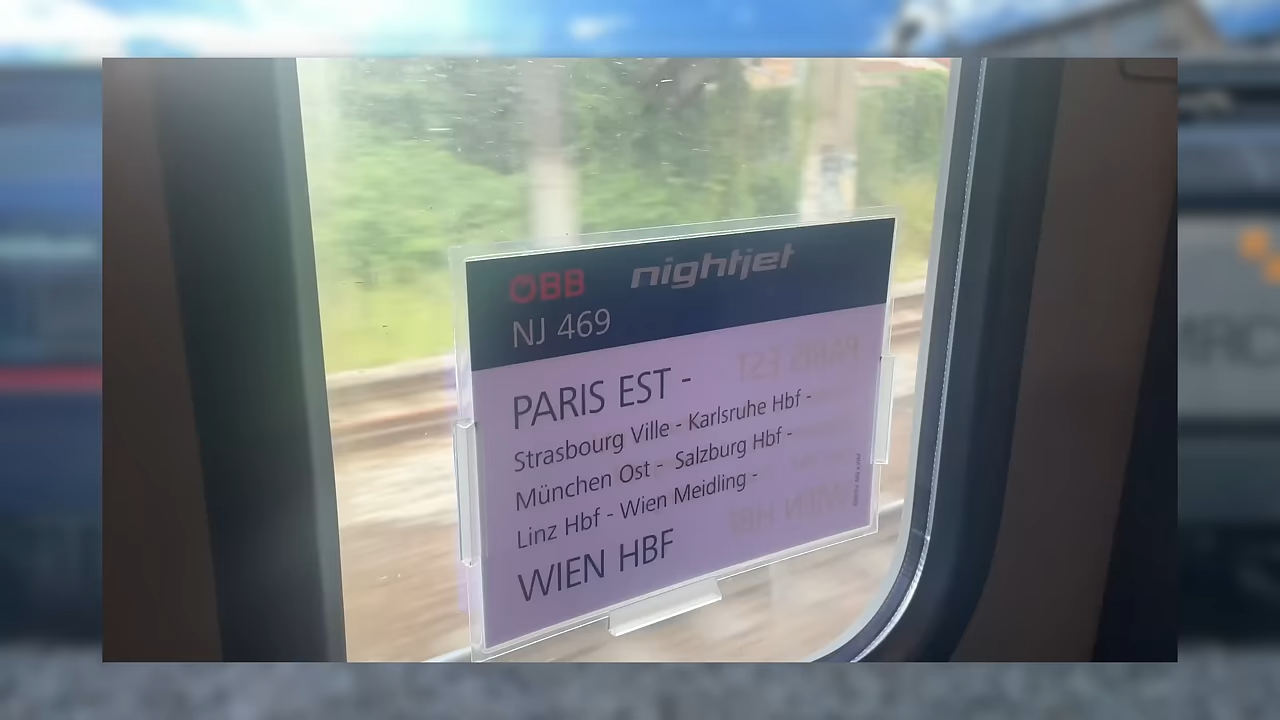 ÖBB nightjet
NJ 469
PARIS EST -
Strasbourg Ville - Karlsruhe Hbf -
München Ost - Salzburg Hbf -
Linz Hbf - Wien Meidling -
WIEN HBF